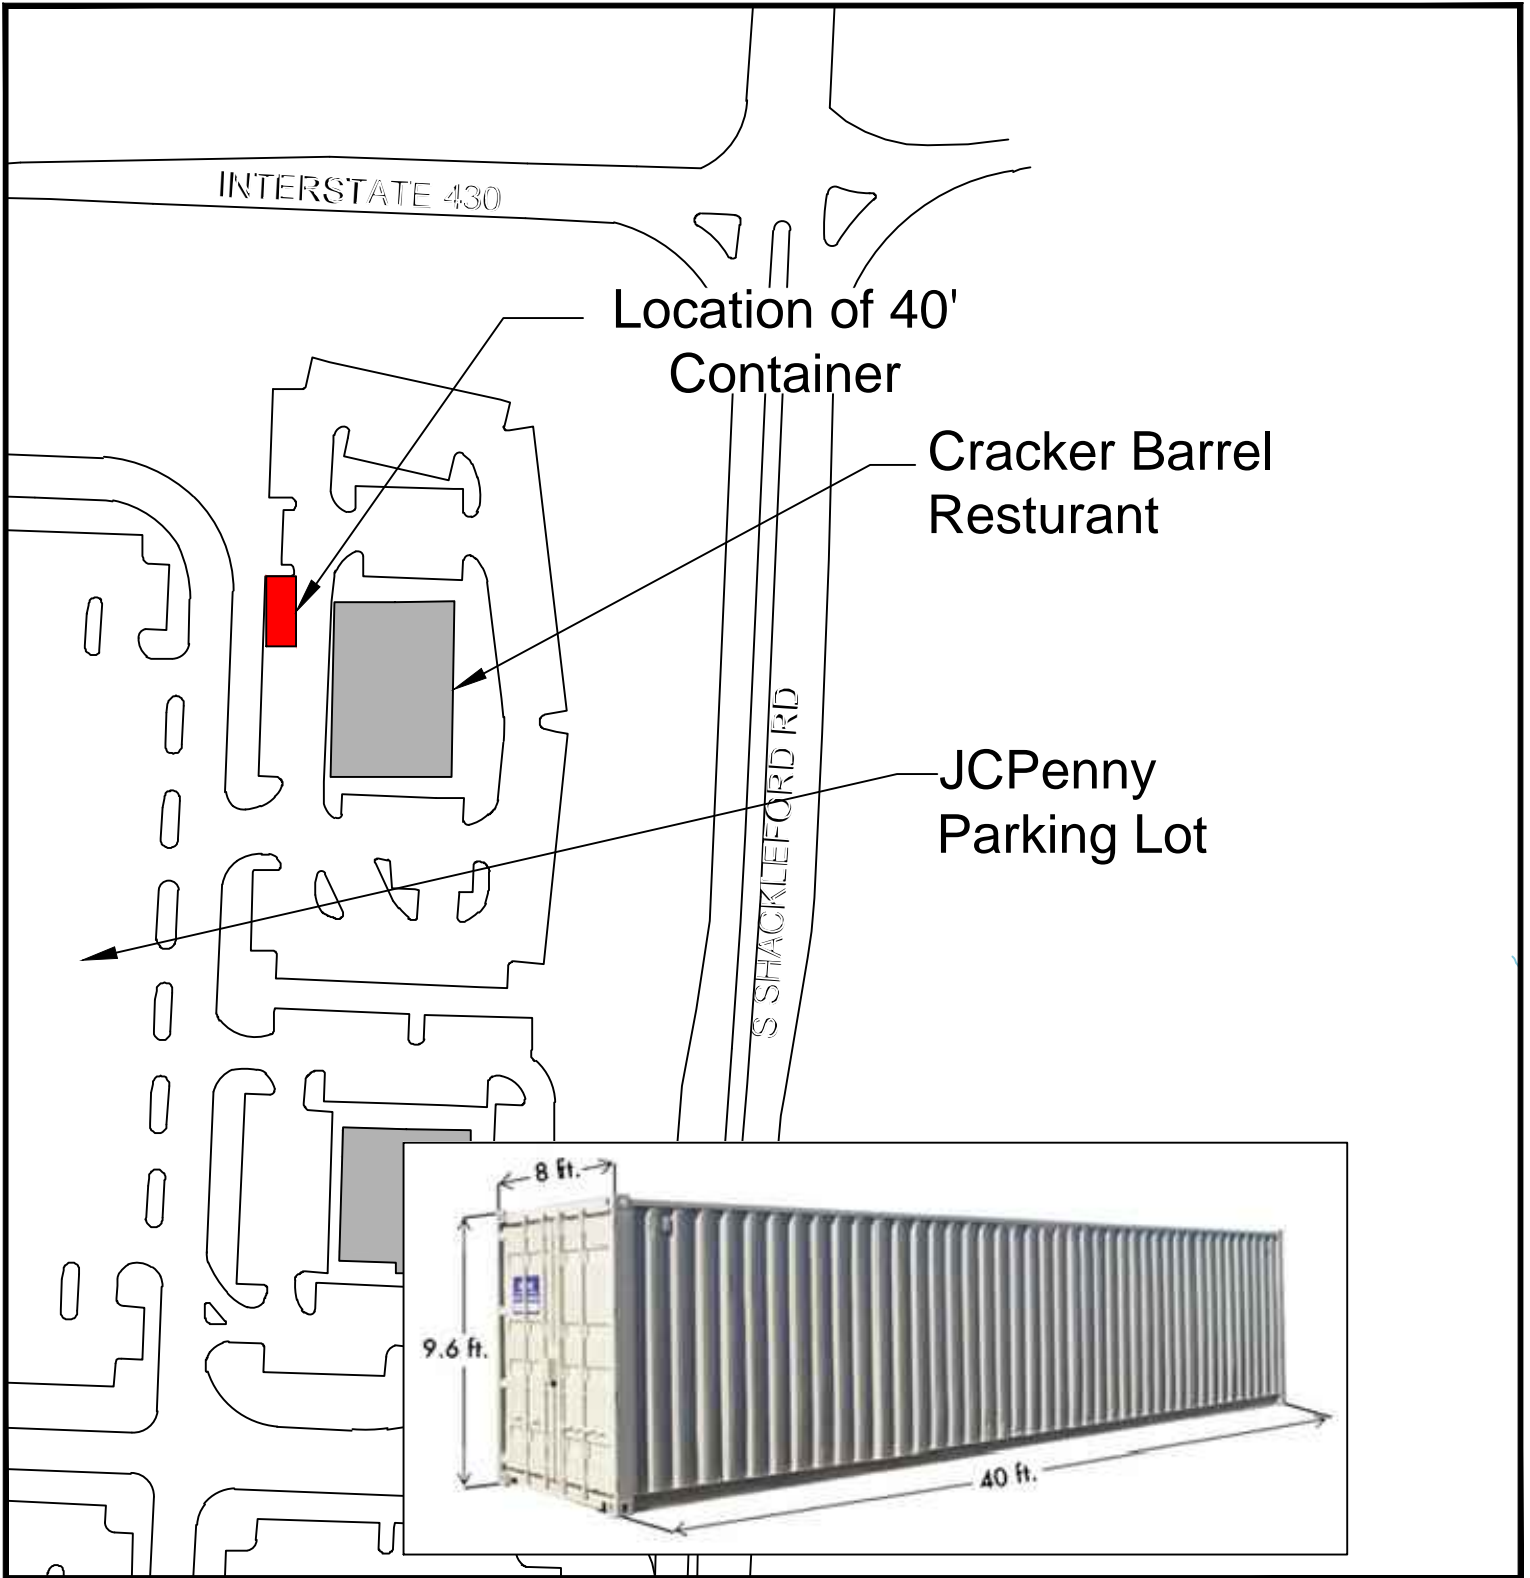 INTERSTATE 430
Location of 40'
Container
Cracker Barrel
Resturant
S SHACKLEFORD RD
JCPenny
Parking Lot
8 ft.
9.6 ft.
40 ft.